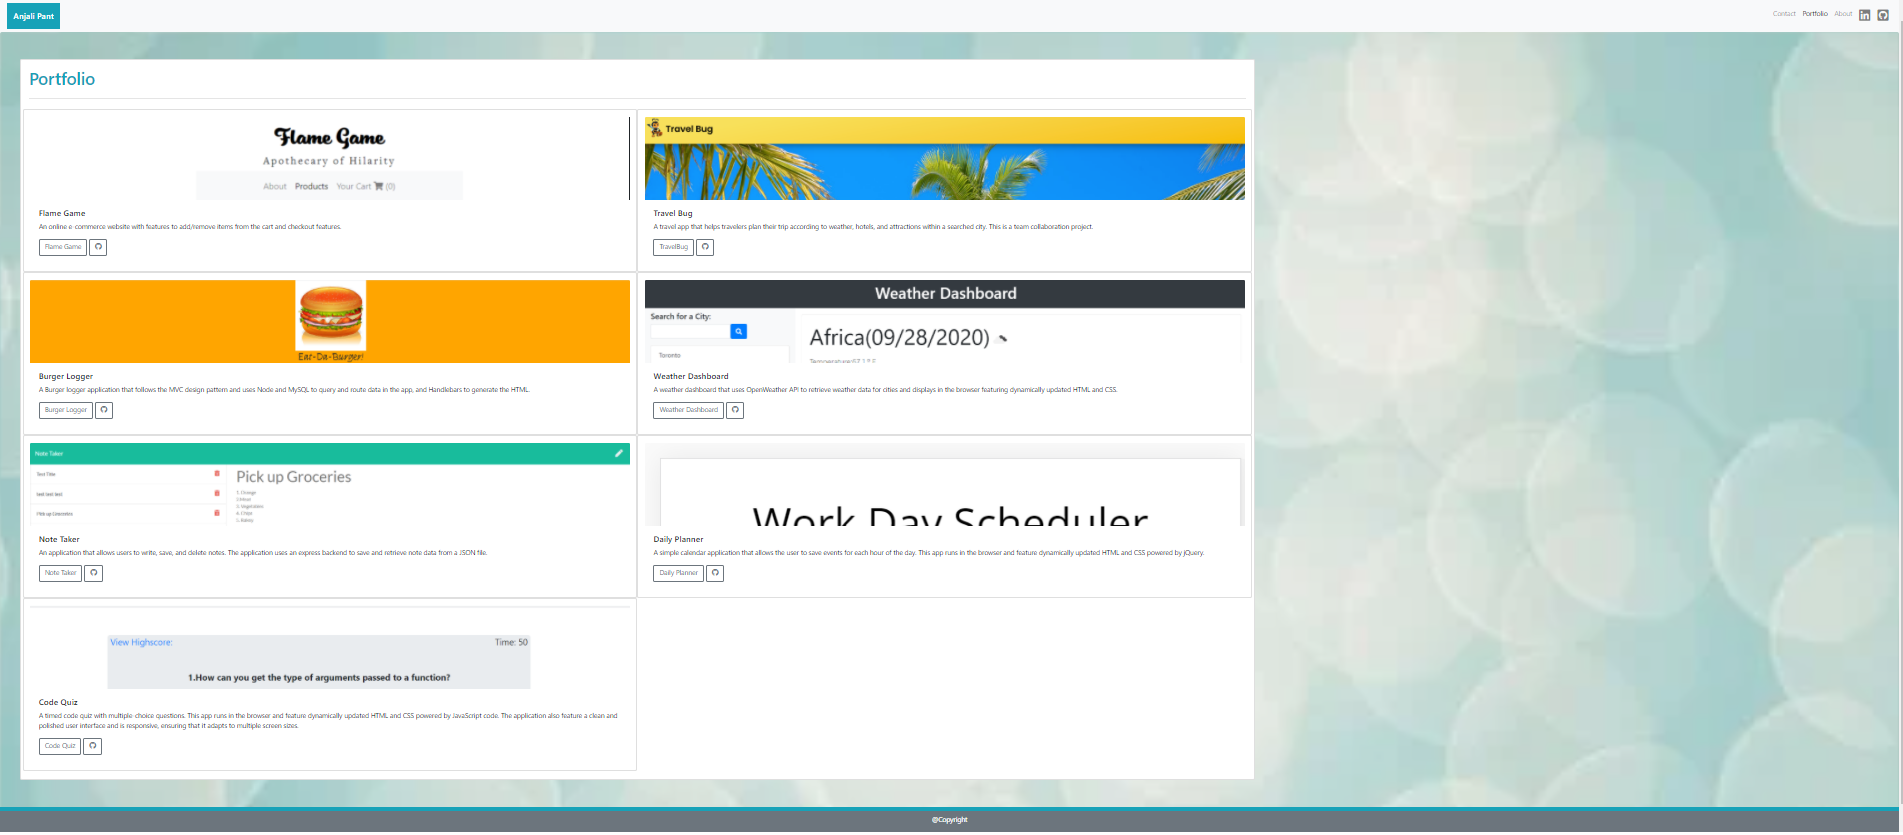 Anjali Pant
Contact Portfolio About
Portfolio
Flame Game
Apothecary of Hilarity
About Products Your Cart (0)
Flame Game
An online e-commerce website with features to add/remove items from the cart and checkout features.
Flame Game
Travel Bug
Travel Bug
A travel app that helps travelers plan their trip according to weather, hotels, and attractions within a searched city. This is a team collaboration project.
TravelBug
Eat-Da-Burger!
Burger Logger
A Burger logger application that follows the MVC design pattern and uses Node and MySQL to query and route data in the app, and Handlebars to generate the HTML.
Burger Logger
Weather Dashboard
Search for a City:
Toronto
Africa(09/28/2020)
Weather Dashboard
A weather dashboard that uses OpenWeather API to retrieve weather data for cities and displays in the browser featuring dynamically updated HTML and CSS.
Weather Dashboard
Note Taker
Test Title
test test test
Pick up Groceries
Pick up Groceries
1. Orange
3. Vegetables
4. Chips
Note Taker
An application that allows users to write, save, and delete notes. The application uses an express backend to save and retrieve note data from a JSON file.
Note Taker
Work Day Scheduler
Daily Planner
A simple calendar application that allows the user to save events for each hour of the day. This app runs in the browser and feature dynamically updated HTML and CSS powered by jQuery.
Daily Planner
View Highscore:
Time: 50
1.How can you get the type of arguments passed to a function?
Code Quiz
A timed code quiz with multiple-choice questions. This app runs in the browser and feature dynamically updated HTML and CSS powered by JavaScript code. The application also feature a clean and
polished user interface and is responsive, ensuring that it adapts to multiple screen sizes.
Code Quiz
@Copyright